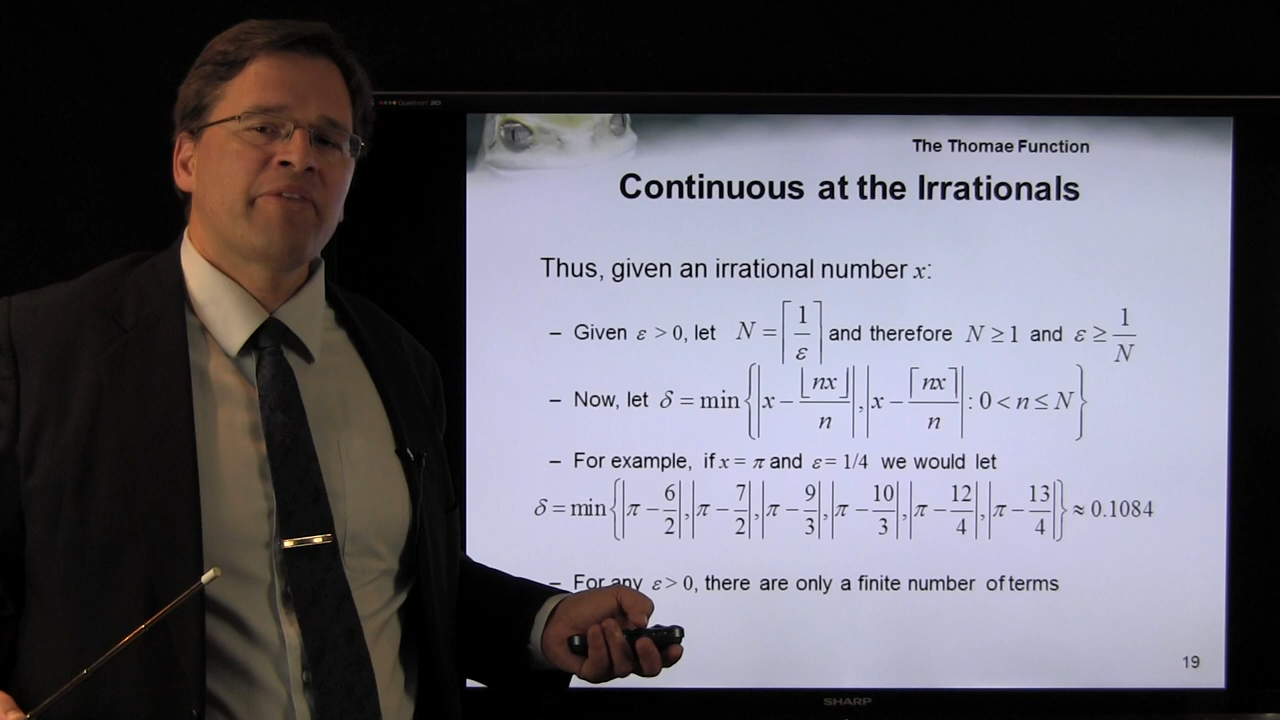 Quattron 3D
The Thomae Function
Continuous at the Irrationals
Thus, given an irrational number x:
– Given ε > 0, let N = ⌈1/ε⌉ and therefore N ≥ 1 and ε ≥ 1/N
– Now, let δ = min{|x − ⌊nx⌋/n|, |x − ⌈nx⌉/n| : 0 < n ≤ N}
– For example, if x = π and ε = 1/4 we would let
δ = min{|π − 6/2|, |π − 7/2|, |π − 9/3|, |π − 10/3|, |π − 12/4|, |π − 13/4|} ≈ 0.1084
– For any ε > 0, there are only a finite number of terms
19
SHARP